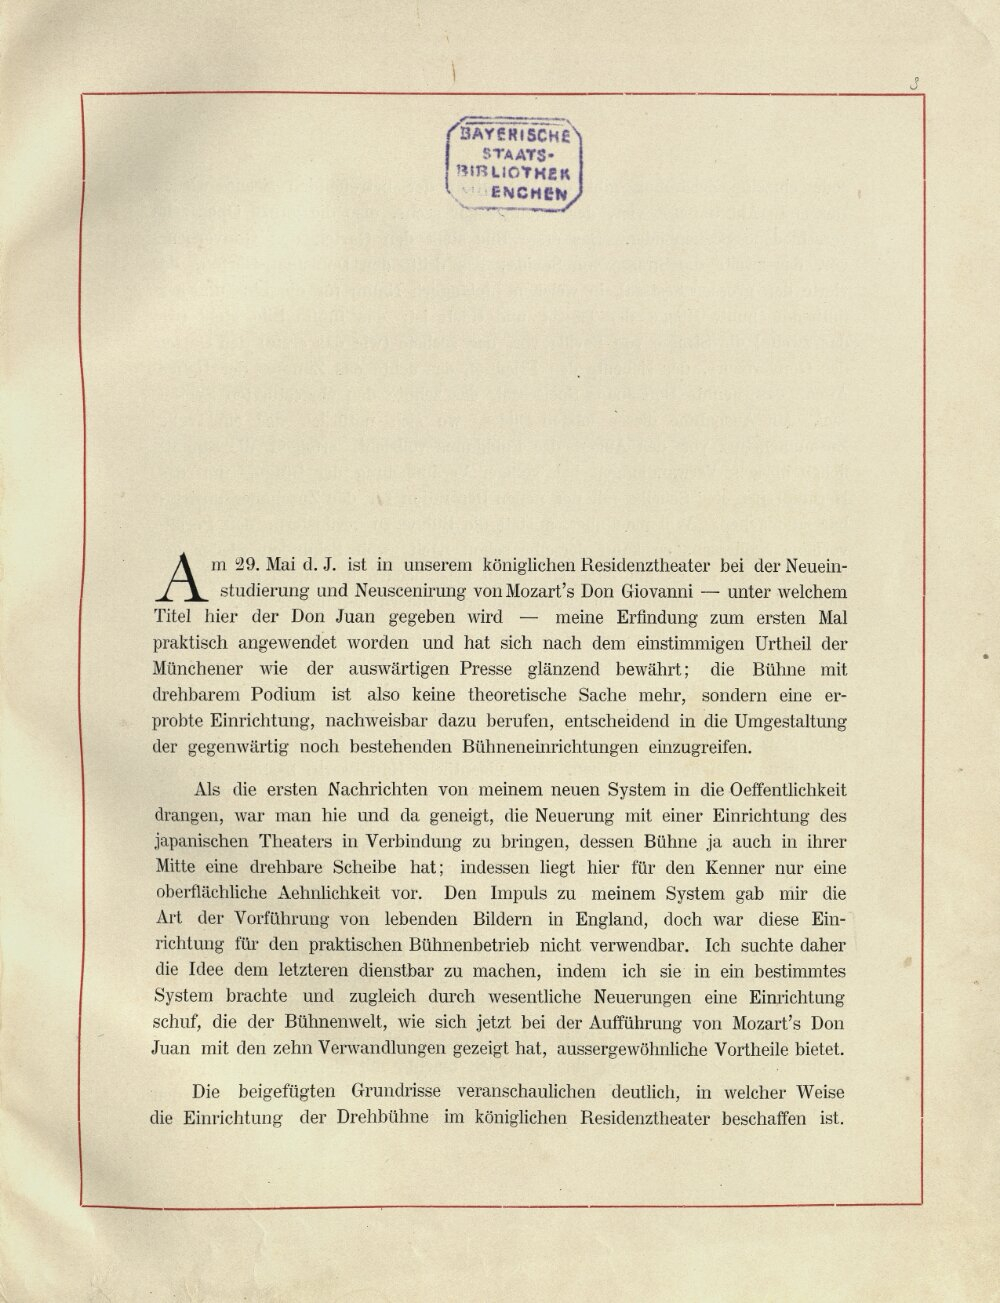 3
BAYERISCHE
STAATS-
BIBLIOTHEK
MUENCHEN
Am 29. Mai d. J. ist in unserem königlichen Residenztheater bei der Neuein-
studierung und Neuscenirung von Mozart's Don Giovanni — unter welchem
Titel hier der Don Juan gegeben wird — meine Erfindung zum ersten Mal
praktisch angewendet worden und hat sich nach dem einstimmigen Urtheil der
Münchener wie der auswärtigen Presse glänzend bewährt; die Bühne mit
drehbarem Podium ist also keine theoretische Sache mehr, sondern eine er-
probte Einrichtung, nachweisbar dazu berufen, entscheidend in die Umgestaltung
der gegenwärtig noch bestehenden Bühneneinrichtungen einzugreifen.
Als die ersten Nachrichten von meinem neuen System in die Oeffentlichkeit
drangen, war man hie und da geneigt, die Neuerung mit einer Einrichtung des
japanischen Theaters in Verbindung zu bringen, dessen Bühne ja auch in ihrer
Mitte eine drehbare Scheibe hat; indessen liegt hier für den Kenner nur eine
oberflächliche Aehnlichkeit vor. Den Impuls zu meinem System gab mir die
Art der Vorführung von lebenden Bildern in England, doch war diese Ein-
richtung für den praktischen Bühnenbetrieb nicht verwendbar. Ich suchte daher
die Idee dem letzteren dienstbar zu machen, indem ich sie in ein bestimmtes
System brachte und zugleich durch wesentliche Neuerungen eine Einrichtung
schuf, die der Bühnenwelt, wie sich jetzt bei der Aufführung von Mozart's Don
Juan mit den zehn Verwandlungen gezeigt hat, aussergewöhnliche Vortheile bietet.
Die beigefügten Grundrisse veranschaulichen deutlich, in welcher Weise
die Einrichtung der Drehbühne im königlichen Residenztheater beschaffen ist.